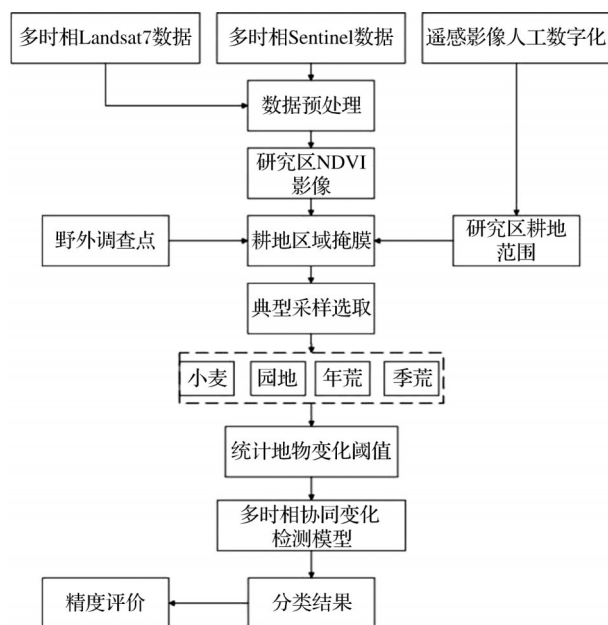 多时相Landsat7数据
多时相Sentinel数据
遥感影像人工数字化
数据预处理
研究区NDVI
影像
野外调查点
耕地区域掩膜
研究区耕地
范围
典型采样选取
小麦
园地
年荒
季荒
统计地物变化阈值
多时相协同变化
检测模型
精度评价
分类结果